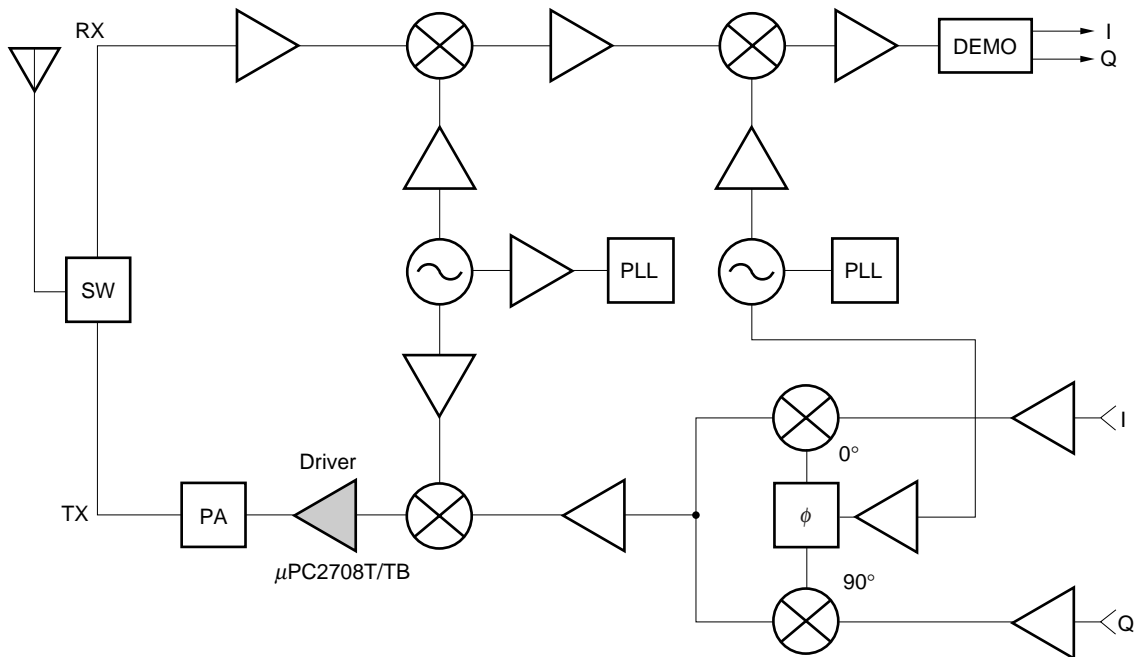 RX
I
DEMO
Q
PLL
PLL
SW
I
0°
Driver
TX
PA
ϕ
µPC2708T/TB
90°
Q